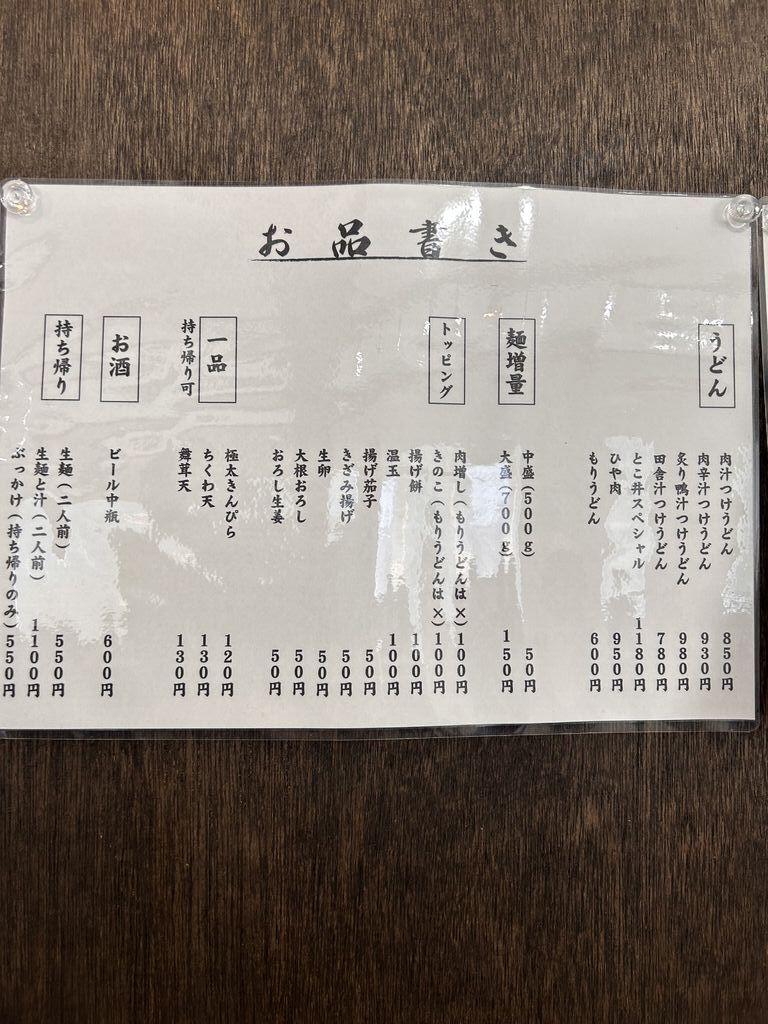 お品書き
うどん
肉汁つけうどん 850円
肉辛汁つけうどん 930円
炙り鴨汁つけうどん 980円
田舎汁つけうどん 780円
とこ井スペシャル 1180円
ひや肉 950円
もりうどん 600円
麺増量
中盛(500g) 50円
大盛(700g) 150円
トッピング
肉増し(もりうどんは×) 100円
きのこ(もりうどんは×) 100円
揚げ餅 100円
温玉 100円
揚げ茄子 50円
きざみ揚げ 50円
生卵 50円
大根おろし 50円
おろし生姜 50円
一品
持ち帰り可
極太きんぴら 120円
ちくわ天 130円
舞茸天 130円
お酒
ビール中瓶 600円
持ち帰り
生麺(二人前) 550円
生麺と汁(二人前) 1100円
ぶっかけ(持ち帰りのみ) 550円